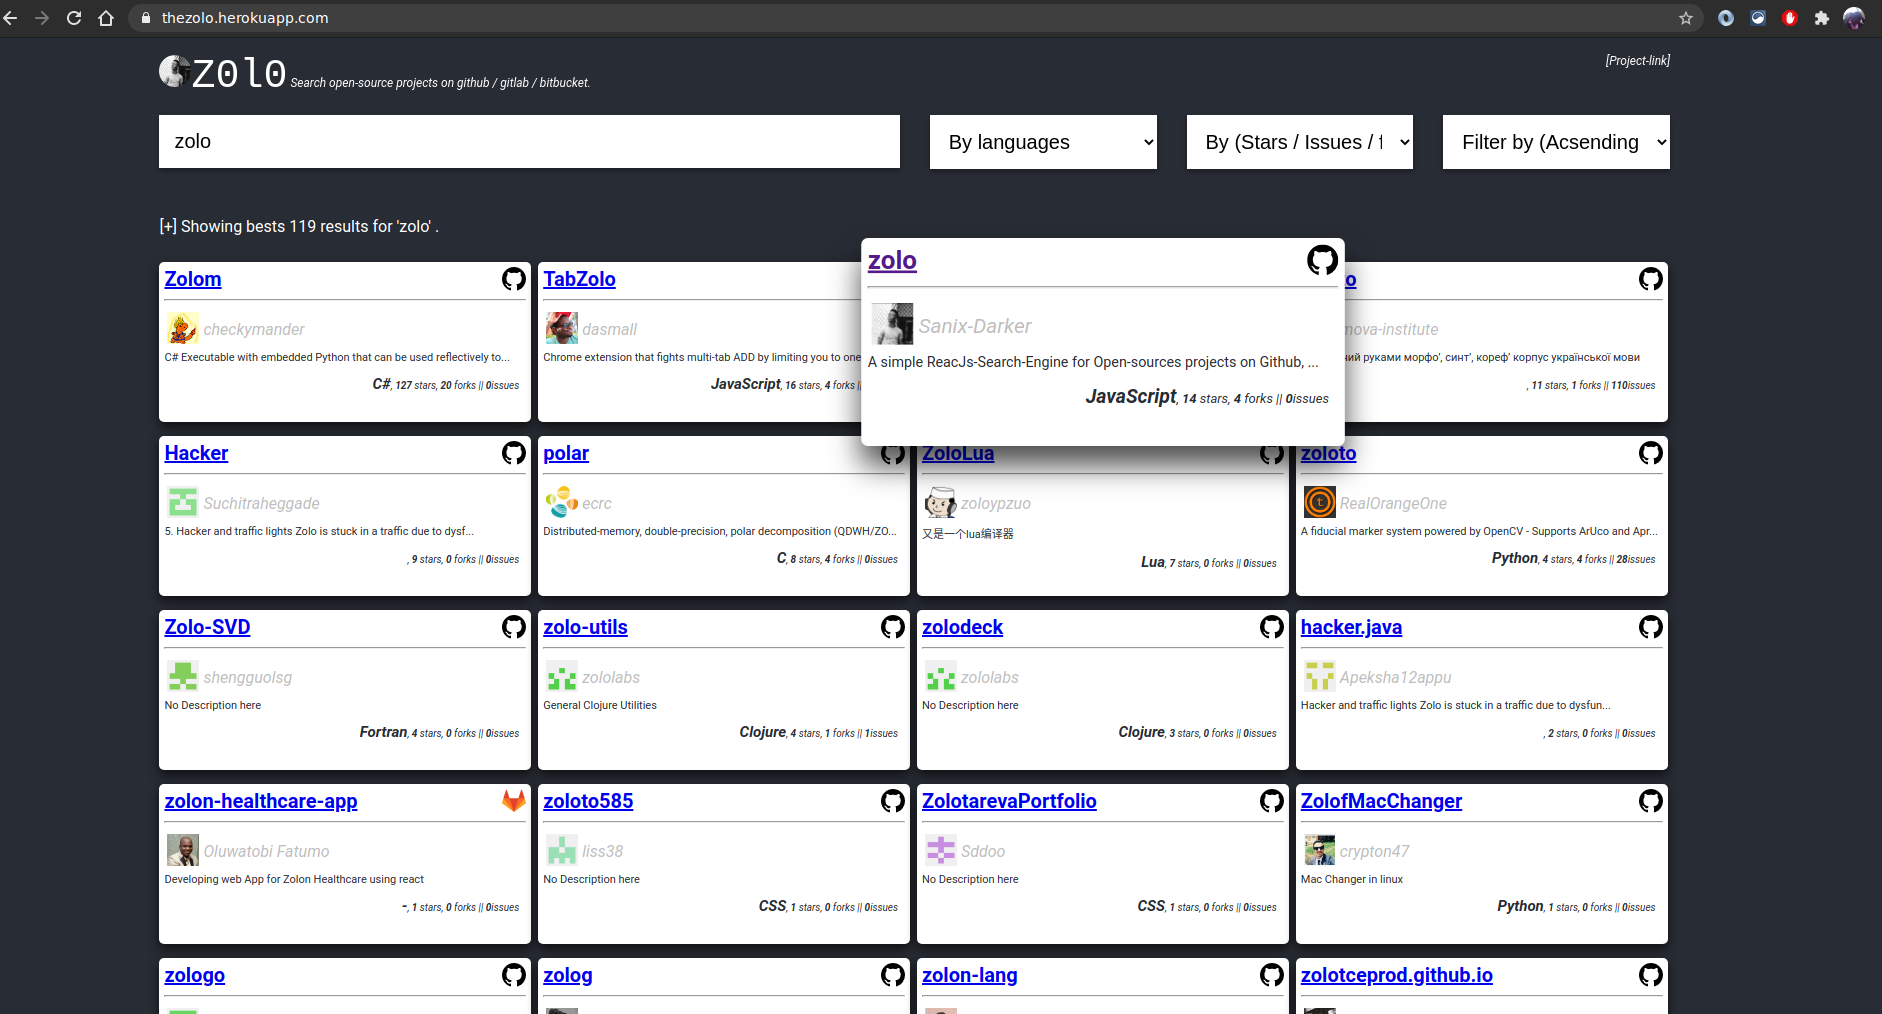 thezolo.herokuapp.com
Z0l0 Search open-source projects on github / gitlab / bitbucket.
[Project-link]
zolo
By languages
By (Stars / Issues / f
Filter by (Acsending
[+] Showing bests 119 results for 'zolo' .
Zolom
checkymander
C# Executable with embedded Python that can be used reflectively to...
C#, 127 stars, 20 forks || 0issues
TabZolo
dasmall
Chrome extension that fights multi-tab ADD by limiting you to one
JavaScript, 16 stars, 4 forks ||
zolo
Sanix-Darker
A simple ReacJs-Search-Engine for Open-sources projects on Github, ...
JavaScript, 14 stars, 4 forks || 0issues
o
mova-institute
ний руками морфо’, синт’, кореф’ корпус української мови
, 11 stars, 1 forks || 110issues
Hacker
Suchitraheggade
5. Hacker and traffic lights Zolo is stuck in a traffic due to dysf...
, 9 stars, 0 forks || 0issues
polar
ecrc
Distributed-memory, double-precision, polar decomposition (QDWH/ZO...
C, 8 stars, 4 forks || 0issues
ZoloLua
zoloypzuo
又是一个lua编译器
Lua, 7 stars, 0 forks || 0issues
zoloto
RealOrangeOne
A fiducial marker system powered by OpenCV - Supports ArUco and Apr...
Python, 4 stars, 4 forks || 28issues
Zolo-SVD
shengguolsg
No Description here
Fortran, 4 stars, 0 forks || 0issues
zolo-utils
zololabs
General Clojure Utilities
Clojure, 4 stars, 1 forks || 1issues
zolodeck
zololabs
No Description here
Clojure, 3 stars, 0 forks || 0issues
hacker.java
Apeksha12appu
Hacker and traffic lights Zolo is stuck in a traffic due to dysfun...
, 2 stars, 0 forks || 0issues
zolon-healthcare-app
Oluwatobi Fatumo
Developing web App for Zolon Healthcare using react
-, 1 stars, 0 forks || 0issues
zoloto585
liss38
No Description here
CSS, 1 stars, 0 forks || 0issues
ZolotarevaPortfolio
Sddoo
No Description here
CSS, 1 stars, 0 forks || 0issues
ZolofMacChanger
crypton47
Mac Changer in linux
Python, 1 stars, 0 forks || 0issues
zologo
zolog
zolon-lang
zolotceprod.github.io